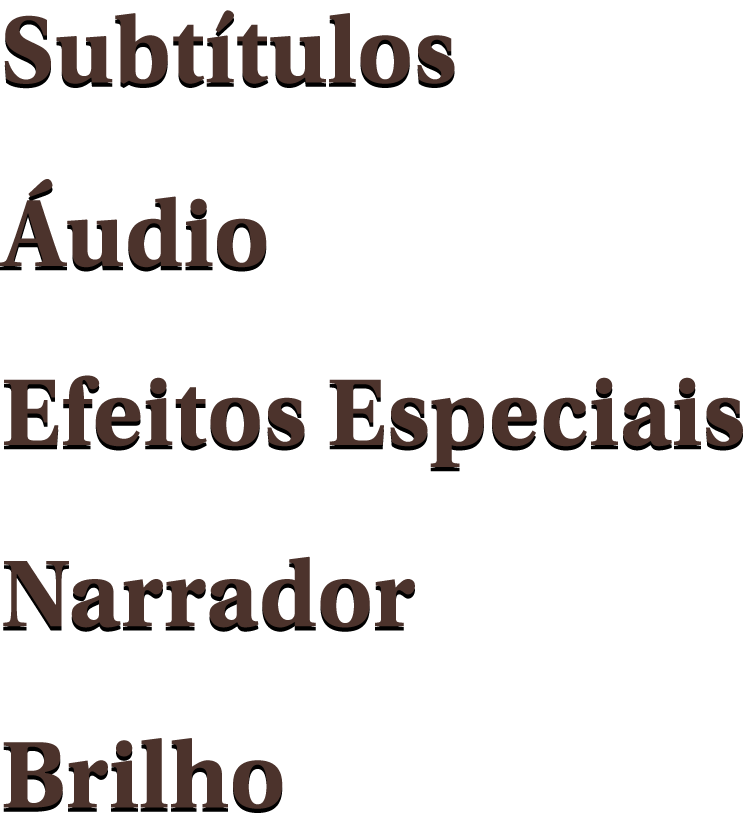 Subtítulos
Áudio
Efeitos Especiais
Narrador
Brilho